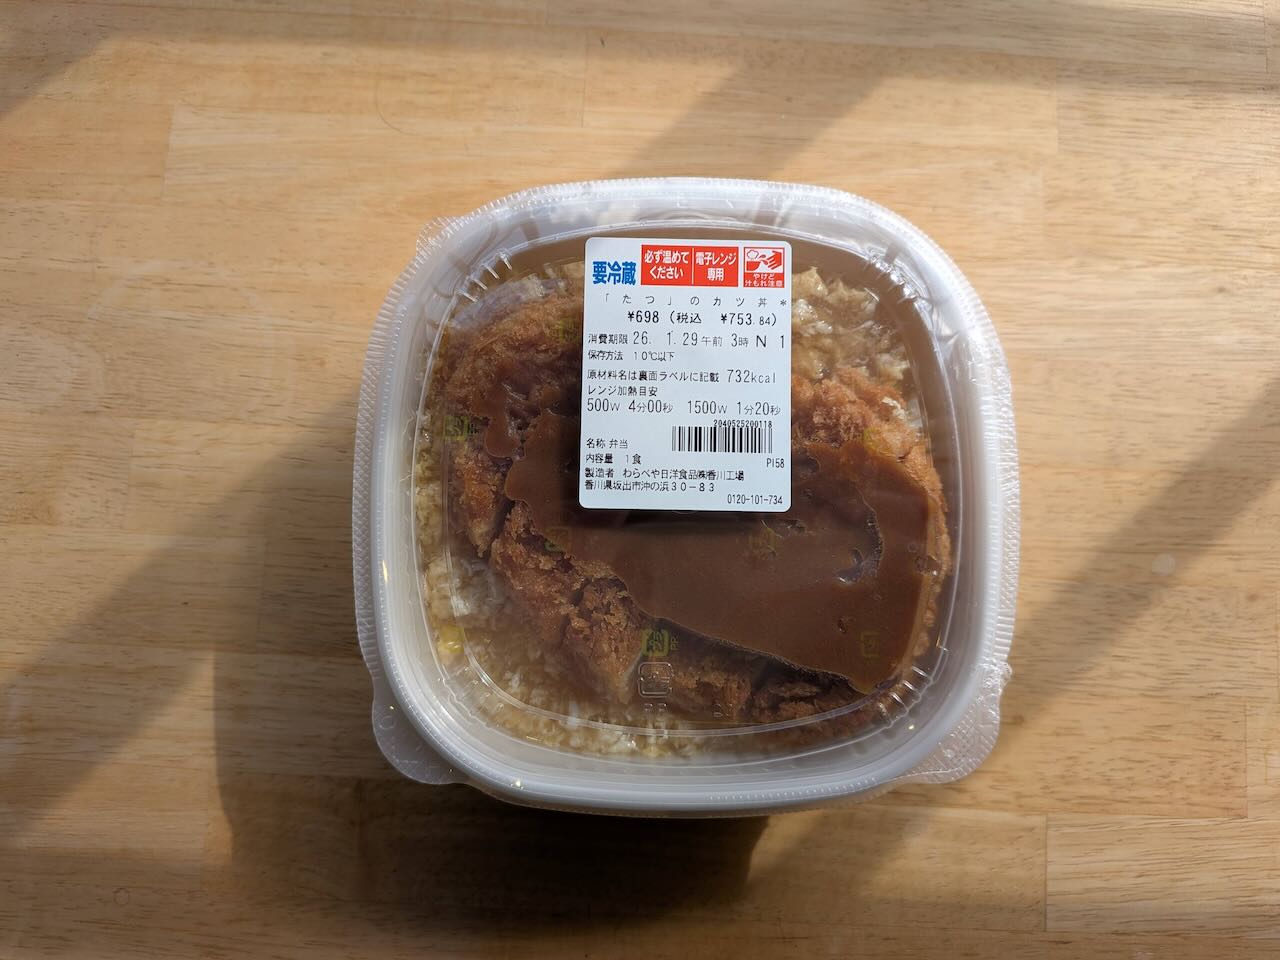 要冷蔵
必ず温めて
ください
電子レンジ
専用
やけど
汁もれ注意
「たつ」のカツ丼*
¥698(税込 ¥753.84)
消費期限 26. 1.29午前 3時 N 1
保存方法 10℃以下
原材料名は裏面ラベルに記載 732kcal
レンジ加熱目安
500W 4分00秒 1500W 1分20秒
2040525200118
名称 弁当
内容量 1食
P158
製造者 わらべや日洋食品㈱香川工場
香川県坂出市沖の浜30-83
0120-101-734
PP